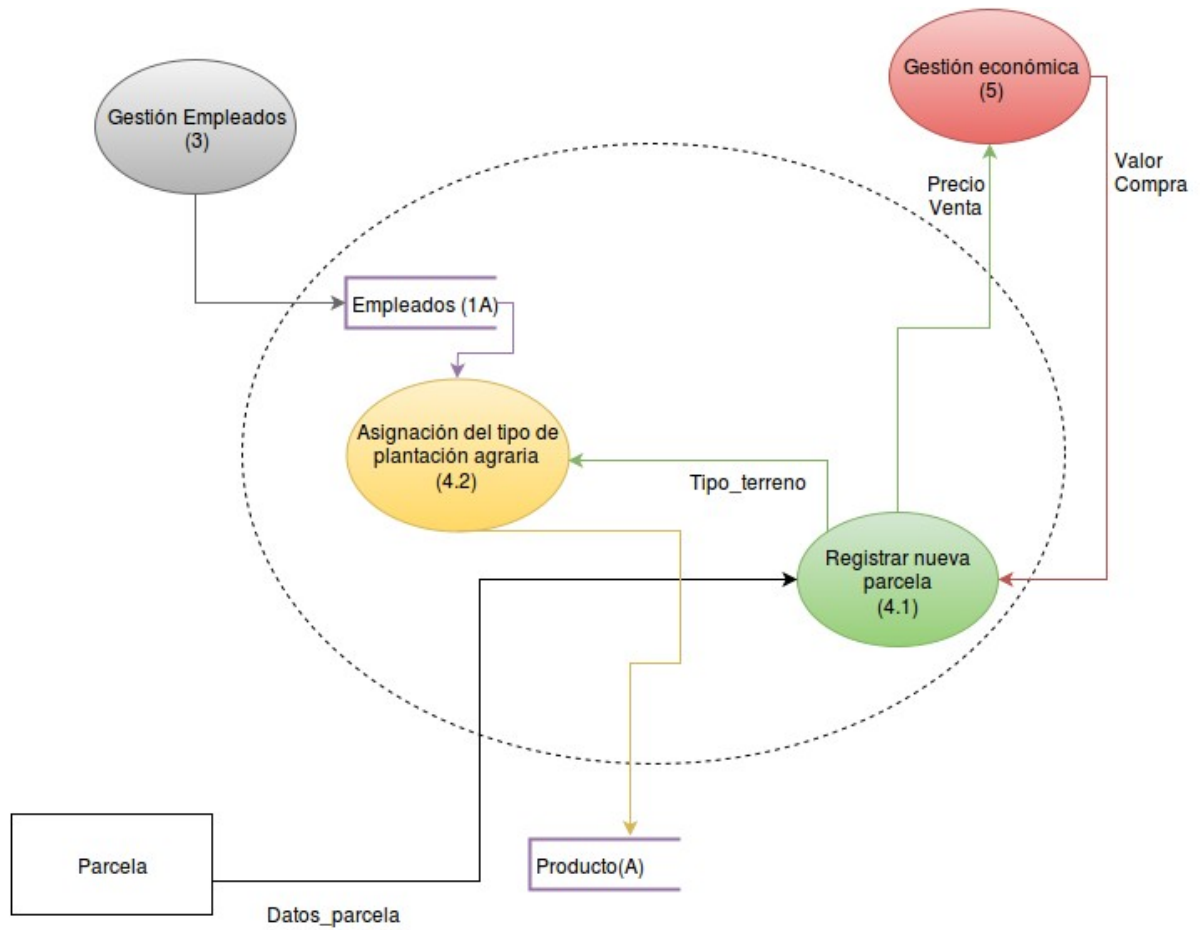 Gestión económica
(5)
Gestión Empleados
(3)
Valor
Compra
Precio
Venta
Empleados (1A)
Asignación del tipo de
plantación agraria
(4.2)
Tipo_terreno
Registrar nueva
parcela
(4.1)
Parcela
Producto(A)
Datos_parcela